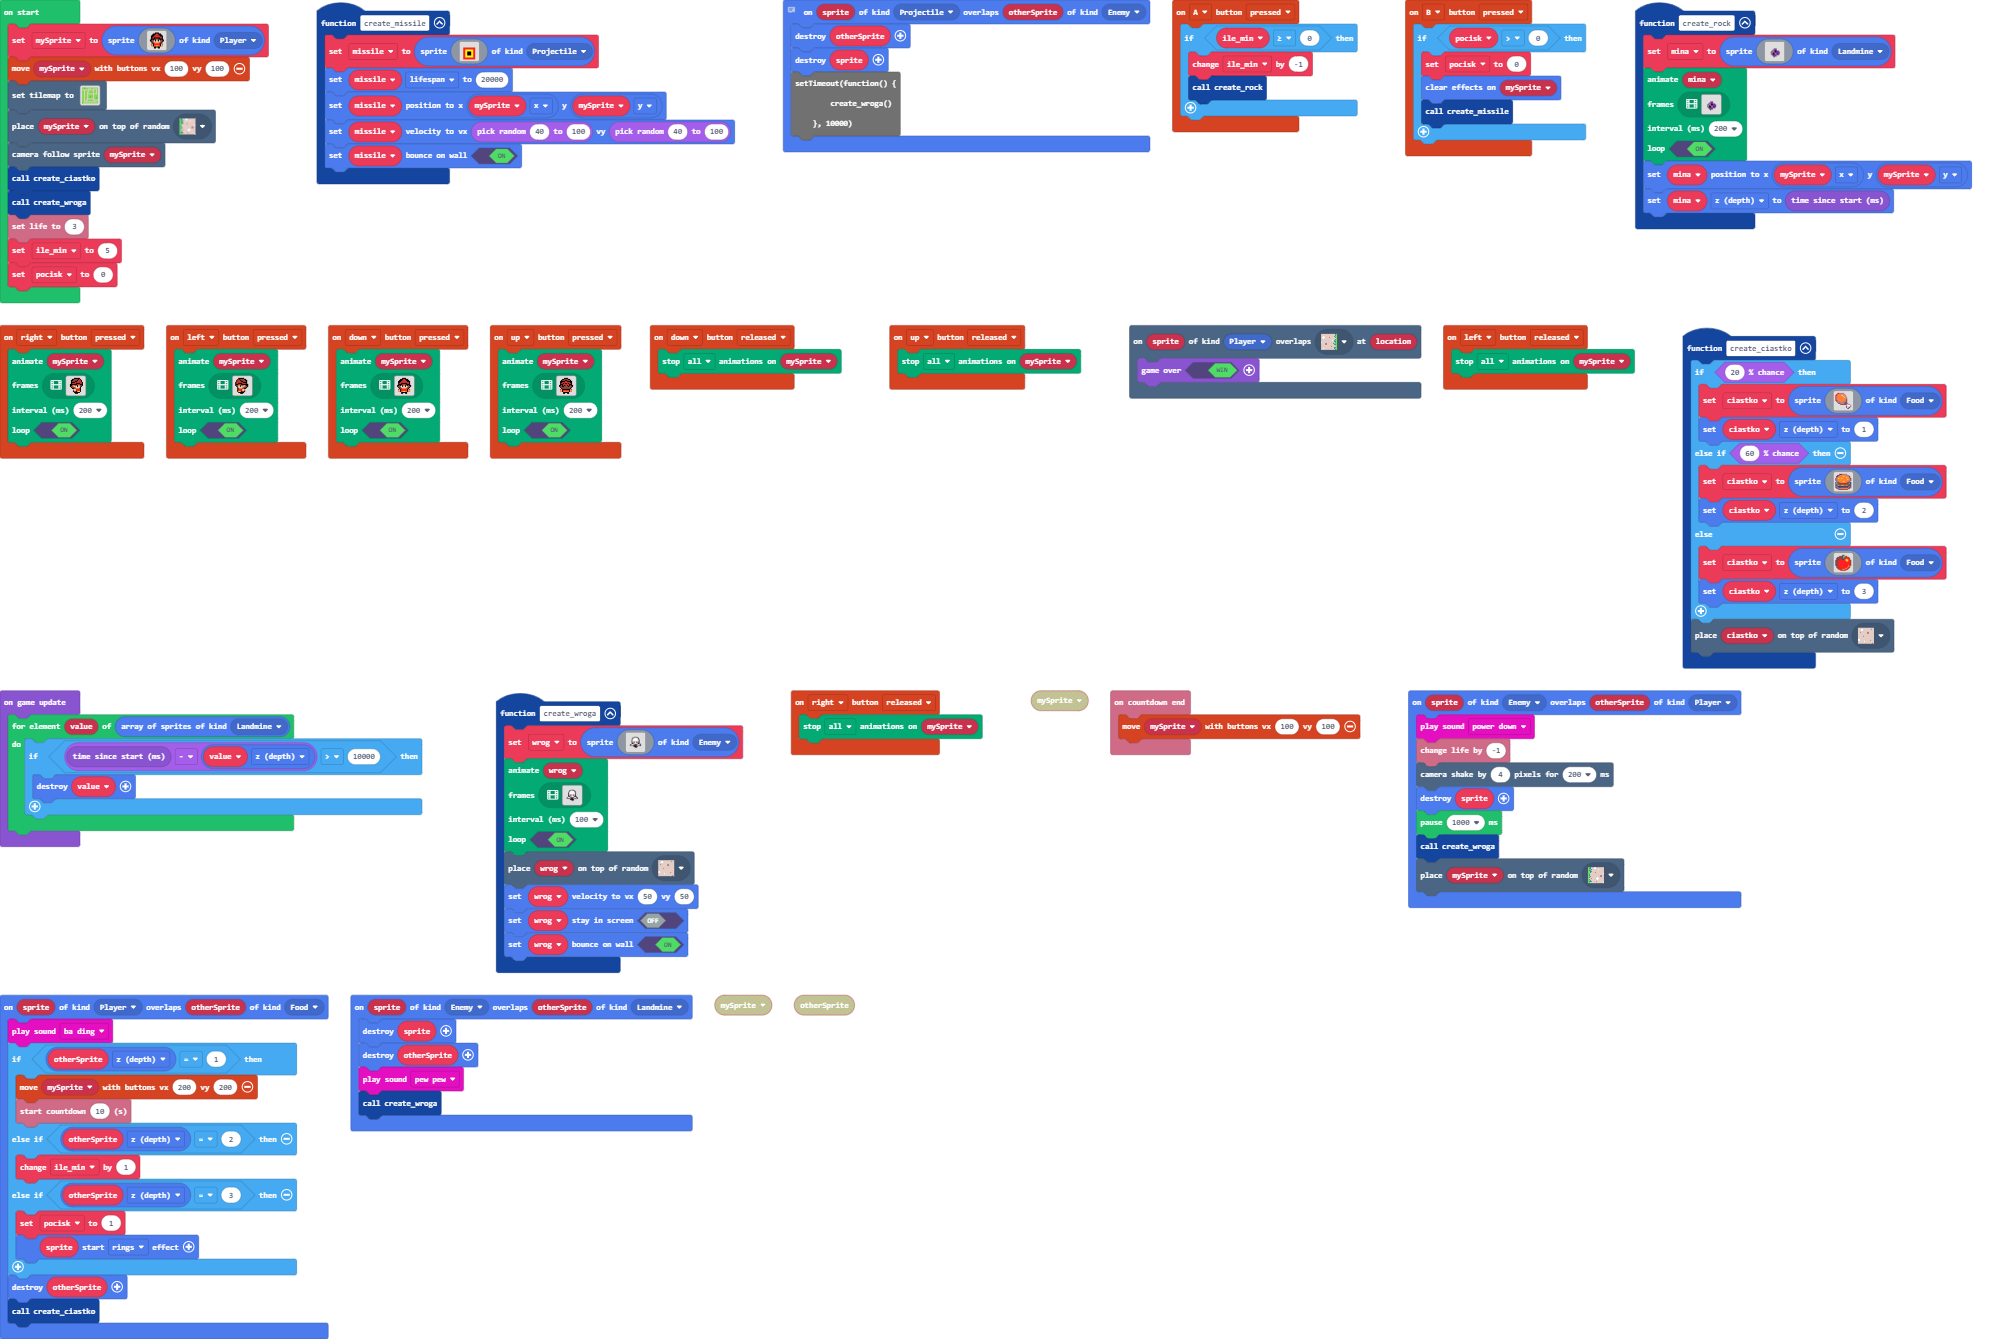 on start
set mySprite to sprite of kind Player
move mySprite with buttons vx 100 vy 100
set tilemap to
place mySprite on top of random
camera follow sprite mySprite
call create_ciastko
call create_wroga
set life to 3
set ile_min to 5
set pocisk to 0
function create_missile
set missile to sprite of kind Projectile
set missile lifespan to 20000
set missile position to x mySprite x y mySprite y
set missile velocity to vx pick random 40 to 100 vy pick random 40 to 100
set missile bounce on wall ON
on sprite of kind Projectile overlaps otherSprite of kind Enemy
destroy otherSprite
destroy sprite
setTimeout(function() {
create_wroga()
}, 10000)
on A button pressed
if ile_min ≥ 0 then
change ile_min by -1
call create_rock
on B button pressed
if pocisk > 0 then
set pocisk to 0
clear effects on mySprite
call create_missile
function create_rock
set mina to sprite of kind Landmine
animate mina
frames
interval (ms) 200
loop ON
set mina position to x mySprite x y mySprite y
set mina z (depth) to time since start (ms)
on right button pressed
animate mySprite
frames
interval (ms) 200
loop ON
on left button pressed
animate mySprite
frames
interval (ms) 200
loop ON
on down button pressed
animate mySprite
frames
interval (ms) 200
loop ON
on up button pressed
animate mySprite
frames
interval (ms) 200
loop ON
on down button released
stop all animations on mySprite
on up button released
stop all animations on mySprite
on sprite of kind Player overlaps at location
game over WIN
on left button released
stop all animations on mySprite
function create_ciastko
if 20 % chance then
set ciastko to sprite of kind Food
set ciastko z (depth) to 1
else if 60 % chance then
set ciastko to sprite of kind Food
set ciastko z (depth) to 2
else
set ciastko to sprite of kind Food
set ciastko z (depth) to 3
place ciastko on top of random
on game update
for element value of array of sprites of kind Landmine
do
if time since start (ms) - value z (depth) > 10000 then
destroy value
function create_wroga
set wrog to sprite of kind Enemy
animate wrog
frames
interval (ms) 100
loop ON
place wrog on top of random
set wrog velocity to vx 50 vy 50
set wrog stay in screen OFF
set wrog bounce on wall ON
on right button released
stop all animations on mySprite
mySprite
on countdown end
move mySprite with buttons vx 100 vy 100
on sprite of kind Enemy overlaps otherSprite of kind Player
play sound power down
change life by -1
camera shake by 4 pixels for 200 ms
destroy sprite
pause 1000 ms
call create_wroga
place mySprite on top of random
on sprite of kind Player overlaps otherSprite of kind Food
play sound ba ding
if otherSprite z (depth) = 1 then
move mySprite with buttons vx 200 vy 200
start countdown 10 (s)
else if otherSprite z (depth) = 2 then
change ile_min by 1
else if otherSprite z (depth) = 3 then
set pocisk to 1
sprite start rings effect
destroy otherSprite
call create_ciastko
on sprite of kind Enemy overlaps otherSprite of kind Landmine
destroy sprite
destroy otherSprite
play sound pew pew
call create_wroga
mySprite
otherSprite